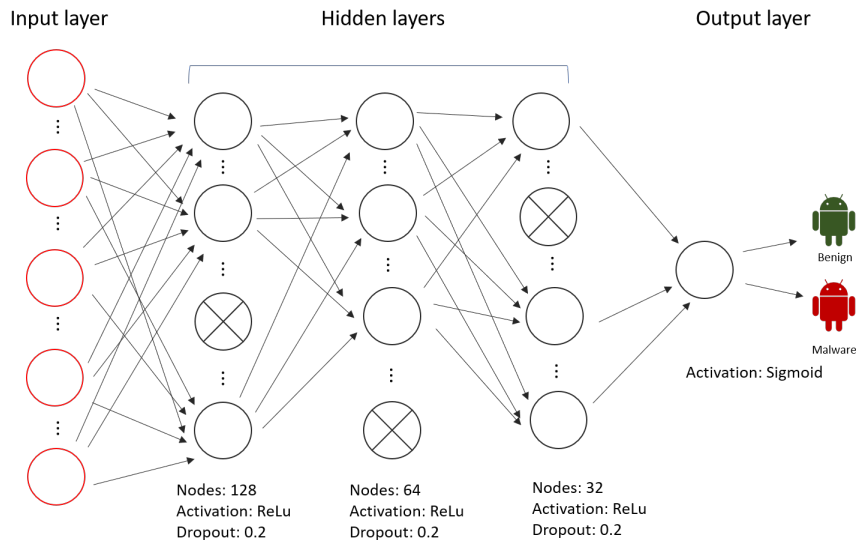 Input layer
Hidden layers
Output layer
Benign
Malware
Activation: Sigmoid
Nodes: 128
Activation: ReLu
Dropout: 0.2
Nodes: 64
Activation: ReLu
Dropout: 0.2
Nodes: 32
Activation: ReLu
Dropout: 0.2